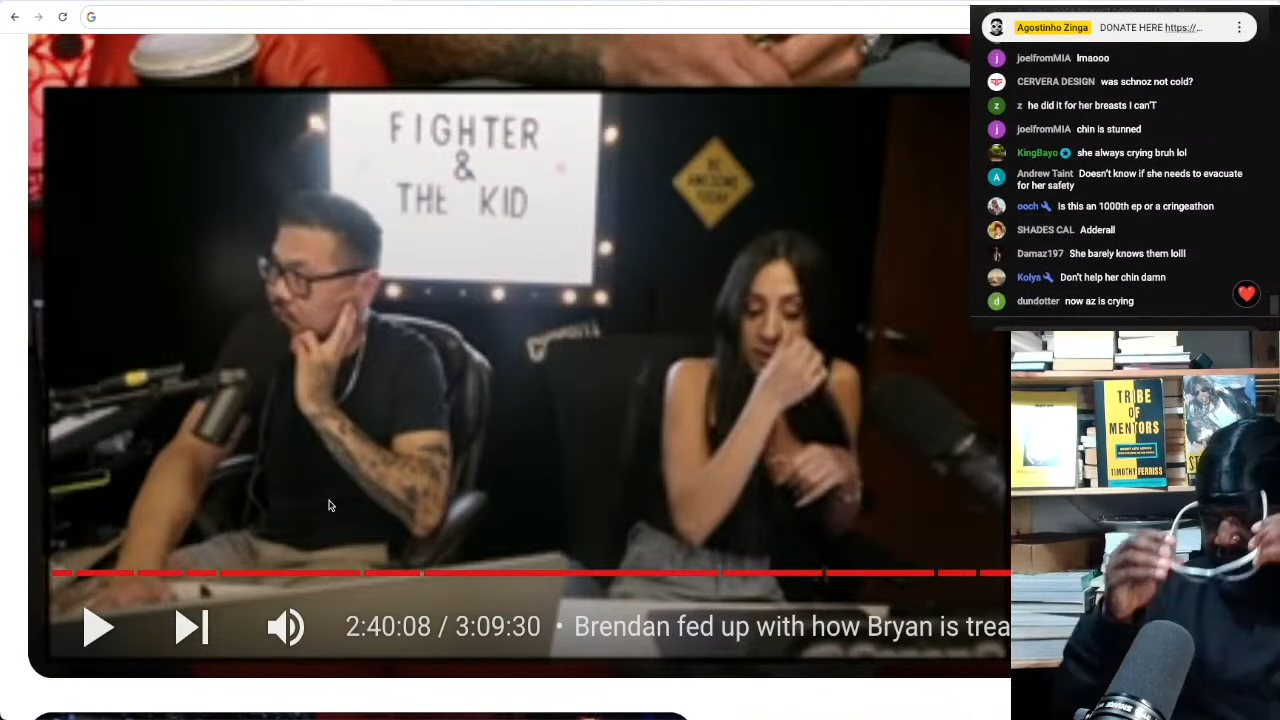 Agostinho Zinga DONATE HERE https://...
joelfromMIA lmaooo
CERVERA DESIGN was schnoz not cold?
z he did it for her breasts I can'T
joelfromMIA chin is stunned
KingBayo she always crying bruh lol
Andrew Taint Doesn't know if she needs to evacuate
for her safety
ooch Is this an 1000th ep or a cringeathon
SHADES CAL Adderall
Damaz197 She barely knows them lolll
Kolya Don't help her chin damn
dundotter now az is crying
FIGHTER
&
THE KID
BE
AWESOME
TODAY
TRIBE
OF
MENTORS
TIMOTHY FERRISS
2:40:08 / 3:09:30 • Brendan fed up with how Bryan is trea